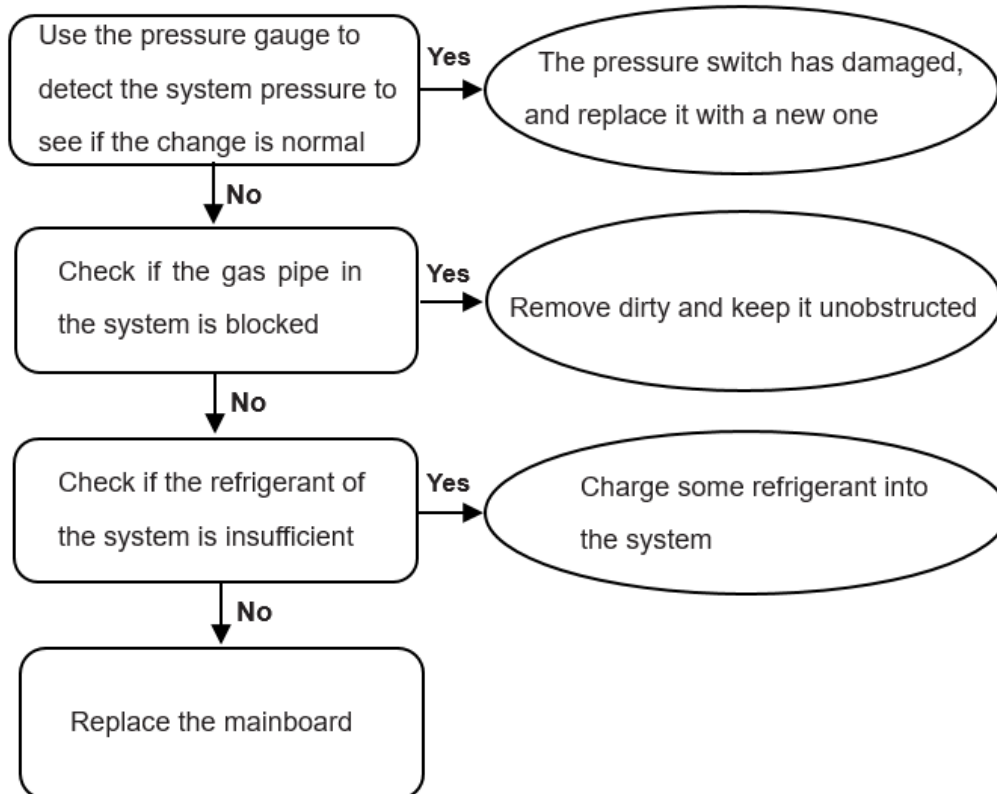 Use the pressure gauge to
detect the system pressure to
see if the change is normal
Yes
The pressure switch has damaged,
and replace it with a new one
No
Check if the gas pipe in
the system is blocked
Yes
Remove dirty and keep it unobstructed
No
Check if the refrigerant of
the system is insufficient
Yes
Charge some refrigerant into
the system
No
Replace the mainboard